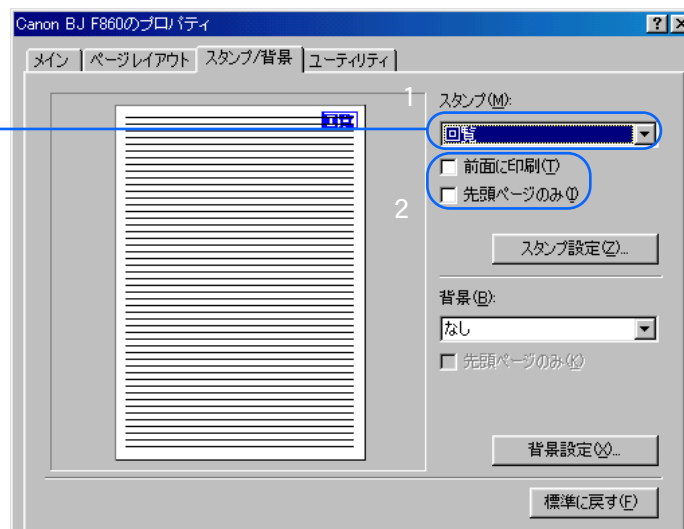 Canon BJ F860のプロパティ
メイン ページレイアウト スタンプ/背景 ユーティリティ
1
スタンプ(M):
回覧
回覧
前面に印刷(T)
先頭ページのみ(I)
2
スタンプ設定(Z)...
背景(B):
なし
先頭ページのみ(K)
背景設定(X)...
標準に戻す(F)